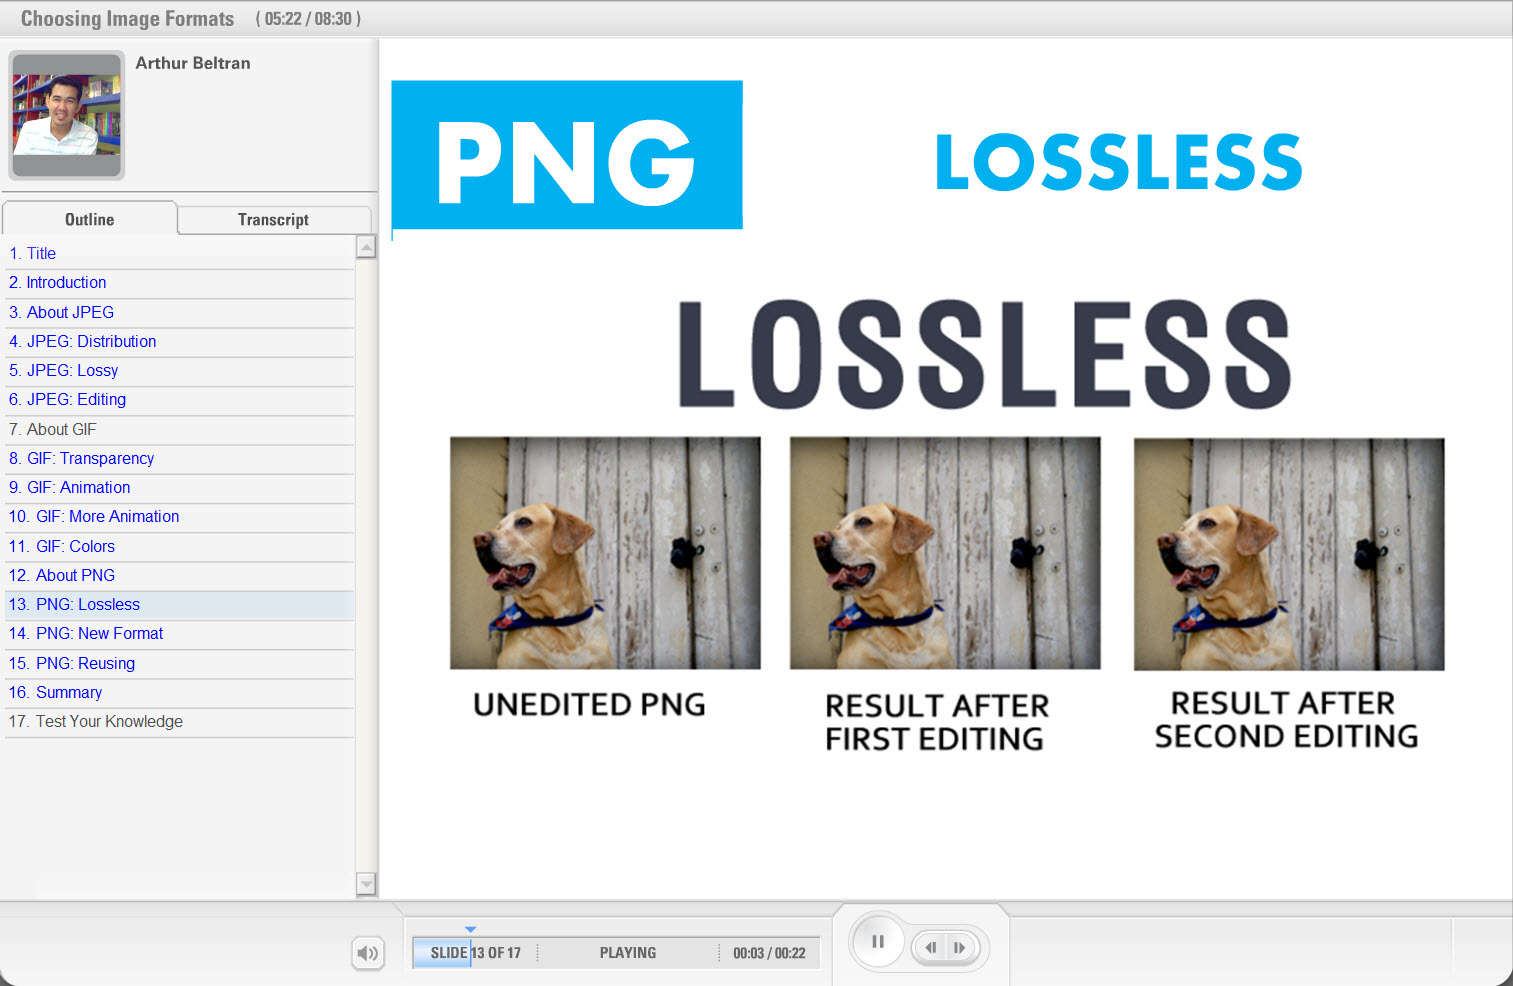 Choosing Image Formats ( 05:22 / 08:30 )
Arthur Beltran
Outline Transcript
1. Title
2. Introduction
3. About JPEG
4. JPEG: Distribution
5. JPEG: Lossy
6. JPEG: Editing
7. About GIF
8. GIF: Transparency
9. GIF: Animation
10. GIF: More Animation
11. GIF: Colors
12. About PNG
13. PNG: Lossless
14. PNG: New Format
15. PNG: Reusing
16. Summary
17. Test Your Knowledge
PNG
LOSSLESS
LOSSLESS
UNEDITED PNG
RESULT AFTER
FIRST EDITING
RESULT AFTER
SECOND EDITING
SLIDE 13 OF 17 PLAYING 00:03 / 00:22